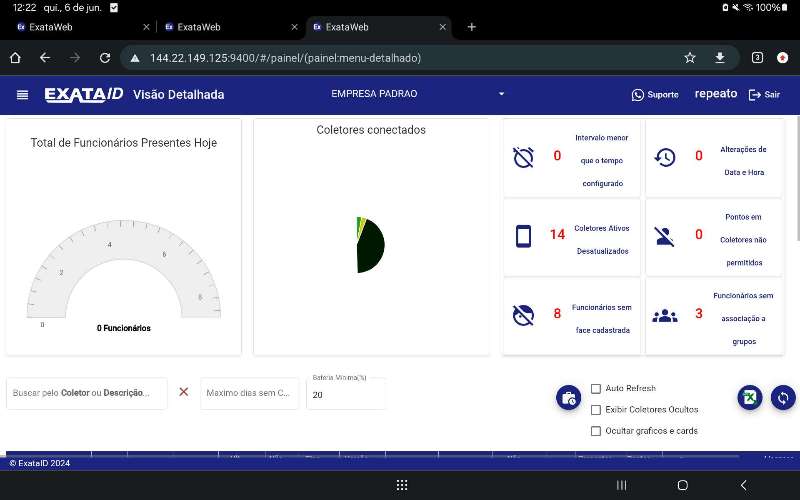 12:22 qui., 6 de jun.
100%
ExataWeb
ExataWeb
ExataWeb
144.22.149.125:9400/#/painel/(painel:menu-detalhado)
3
EXATA ID Visão Detalhada
EMPRESA PADRAO
Suporte
repeato
Sair
Total de Funcionários Presentes Hoje
0
2
4
6
8
0 Funcionários
Coletores conectados
0
Intervalo menor
que o tempo
configurado
0
Alterações de
Data e Hora
14
Coletores Ativos
Desatualizados
0
Pontos em
Coletores não
permitidos
8
Funcionários sem
face cadastrada
3
Funcionários sem
associação a
grupos
Buscar pelo Coletor ou Descrição...
Maximo dias sem C...
Bateria Mínima(%)
20
Auto Refresh
Exibir Coletores Ocultos
Ocultar graficos e cards
© ExataID 2024